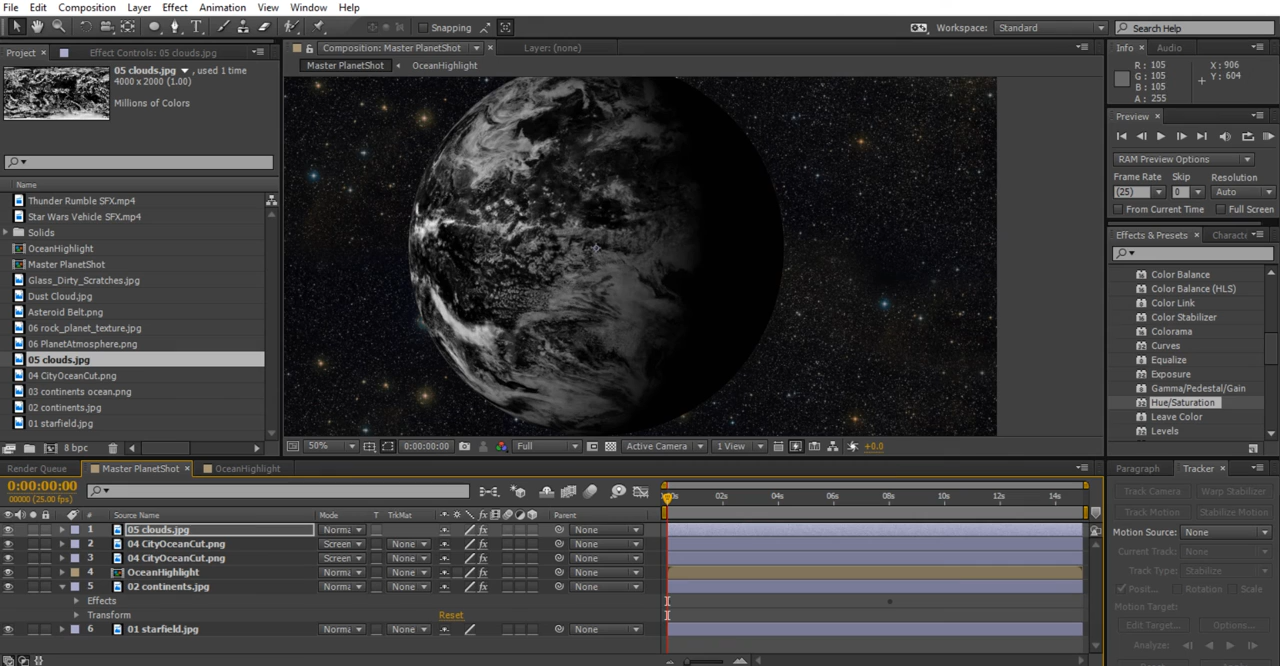 File Edit Composition Layer Effect Animation View Window Help
Snapping
Workspace: Standard
Search Help
Project Effect Controls: 05 clouds.jpg
05 clouds.jpg , used 1 time
4000 x 2000 (1.00)
Millions of Colors
Name
Thunder Rumble SFX.mp4
Star Wars Vehicle SFX.mp4
Solids
OceanHighlight
Master PlanetShot
Glass_Dirty_Scratches.jpg
Dust Cloud.jpg
Asteroid Belt.png
06 rock_planet_texture.jpg
06 PlanetAtmosphere.png
05 clouds.jpg
04 CityOceanCut.png
03 continents ocean.png
02 continents.jpg
01 starfield.jpg
8 bpc
Composition: Master PlanetShot
Layer: (none)
Master PlanetShot OceanHighlight
50% 0:00:00:00 Full Active Camera 1 View +0.0
Info Audio
R: 105
G: 105
B: 105
A: 255
X: 906
Y: 604
Preview
RAM Preview Options
Frame Rate Skip Resolution
(25) 0 Auto
From Current Time Full Screen
Effects & Presets Charact
Color Balance
Color Balance (HLS)
Color Link
Color Stabilizer
Colorama
Curves
Equalize
Exposure
Gamma/Pedestal/Gain
Hue/Saturation
Leave Color
Levels
Render Queue Master PlanetShot OceanHighlight
0:00:00:00
00000 (25.00 fps)
02s 04s 06s 08s 10s 12s 14s
# Source Name Mode T TrkMat Parent
1 05 clouds.jpg Norma None
2 04 CityOceanCut.png Screen None None
3 04 CityOceanCut.png Screen None None
4 OceanHighlight Norma None None
5 02 continents.jpg Norma None None
Effects
Transform Reset
6 01 starfield.jpg Norma None None
Paragraph Tracker
Track Camera Warp Stabilizer
Track Motion Stabilize Motion
Motion Source: None
Current Track: None
Track Type: Stabilize
Posit... Rotation Scale
Motion Target:
Edit Target... Options...
Analyze: